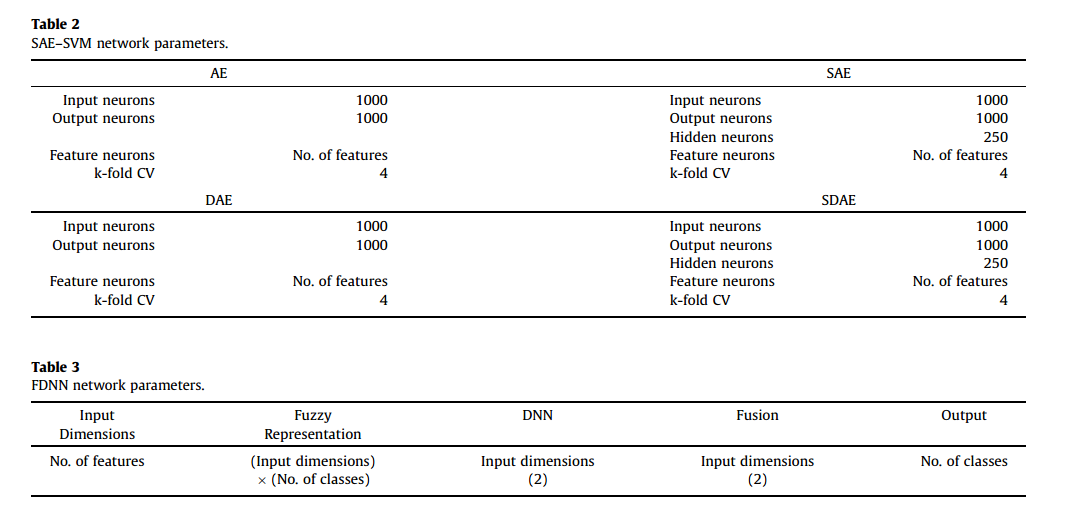 Table 2
SAE–SVM network parameters.
AE SAE
Input neurons 1000 Input neurons 1000
Output neurons 1000 Output neurons 1000
Hidden neurons 250
Feature neurons No. of features Feature neurons No. of features
k-fold CV 4 k-fold CV 4
DAE SDAE
Input neurons 1000 Input neurons 1000
Output neurons 1000 Output neurons 1000
Hidden neurons 250
Feature neurons No. of features Feature neurons No. of features
k-fold CV 4 k-fold CV 4
Table 3
FDNN network parameters.
Input Fuzzy DNN Fusion Output
Dimensions Representation
No. of features (Input dimensions) Input dimensions Input dimensions No. of classes
× (No. of classes) (2) (2)